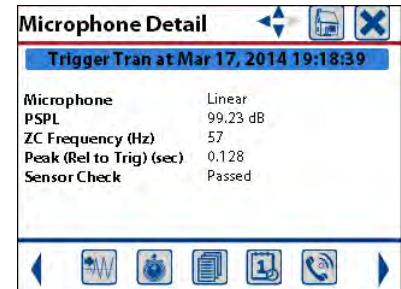 Microphone Detail
Trigger Tran at Mar 17, 2014 19:18:39
Microphone Linear
PSPL 99.23 dB
ZC Frequency (Hz) 57
Peak (Rel to Trig) (sec) 0.128
Sensor Check Passed
1